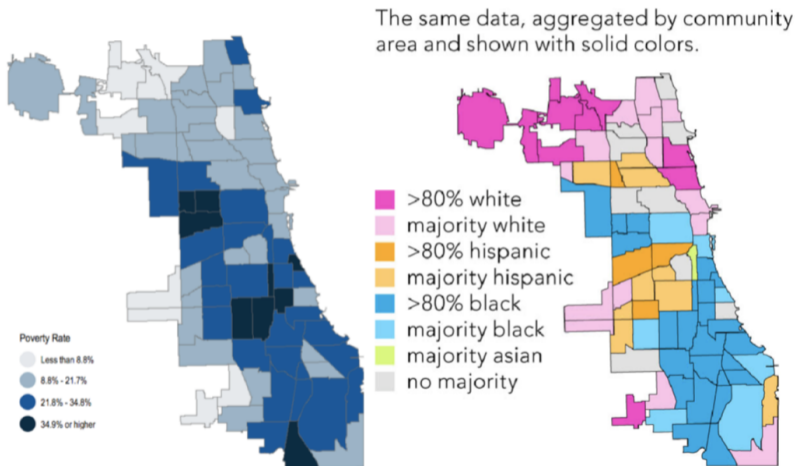 The same data, aggregated by community
area and shown with solid colors.
>80% white
majority white
>80% hispanic
majority hispanic
>80% black
majority black
majority asian
no majority
Poverty Rate
Less than 8.8%
8.8% - 21.7%
21.8% - 34.8%
34.9% or higher